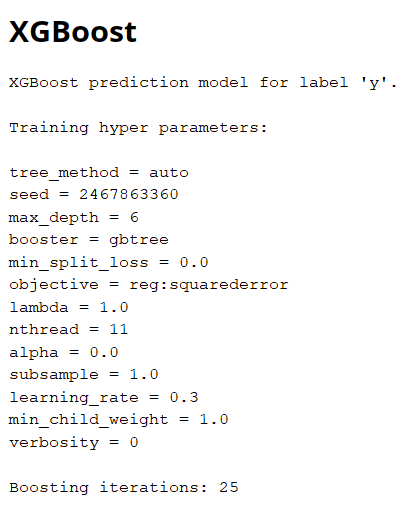 XGBoost
XGBoost prediction model for label 'y'.
Training hyper parameters:
tree_method = auto
seed = 2467863360
max_depth = 6
booster = gbtree
min_split_loss = 0.0
objective = reg:squarederror
lambda = 1.0
nthread = 11
alpha = 0.0
subsample = 1.0
learning_rate = 0.3
min_child_weight = 1.0
verbosity = 0
Boosting iterations: 25